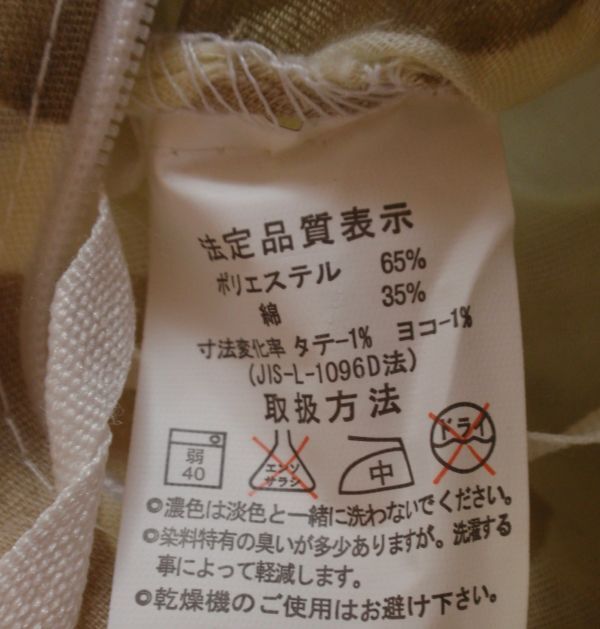 法定品質表示
ポリエステル 65%
綿 35%
寸法変化率 タテ-1% ヨコ-1%
(JIS-L-1096D法)
取扱方法
弱
40
エンソ
サラシ
中
ドライ
◎濃色は淡色と一緒に洗わないでください。
◎染料特有の臭いが多少ありますが。洗濯する
事によって軽減します。
◎乾燥機のご使用はお避け下さい。